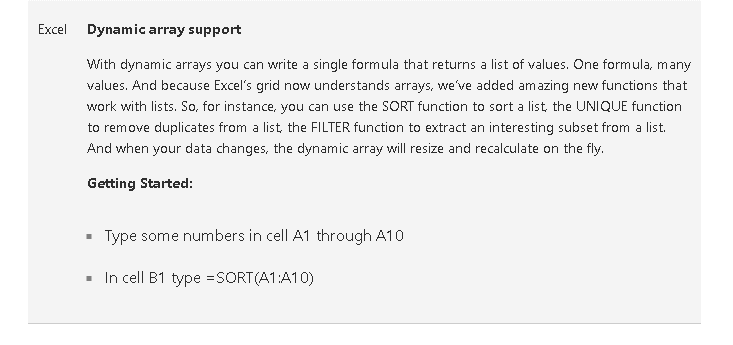 Excel Dynamic array support
With dynamic arrays you can write a single formula that returns a list of values. One formula, many
values. And because Excel's grid now understands arrays, we've added amazing new functions that
work with lists. So, for instance, you can use the SORT function to sort a list, the UNIQUE function
to remove duplicates from a list, the FILTER function to extract an interesting subset from a list.
And when your data changes, the dynamic array will resize and recalculate on the fly.
Getting Started:
▪ Type some numbers in cell A1 through A10
▪ In cell B1 type =SORT(A1:A10)